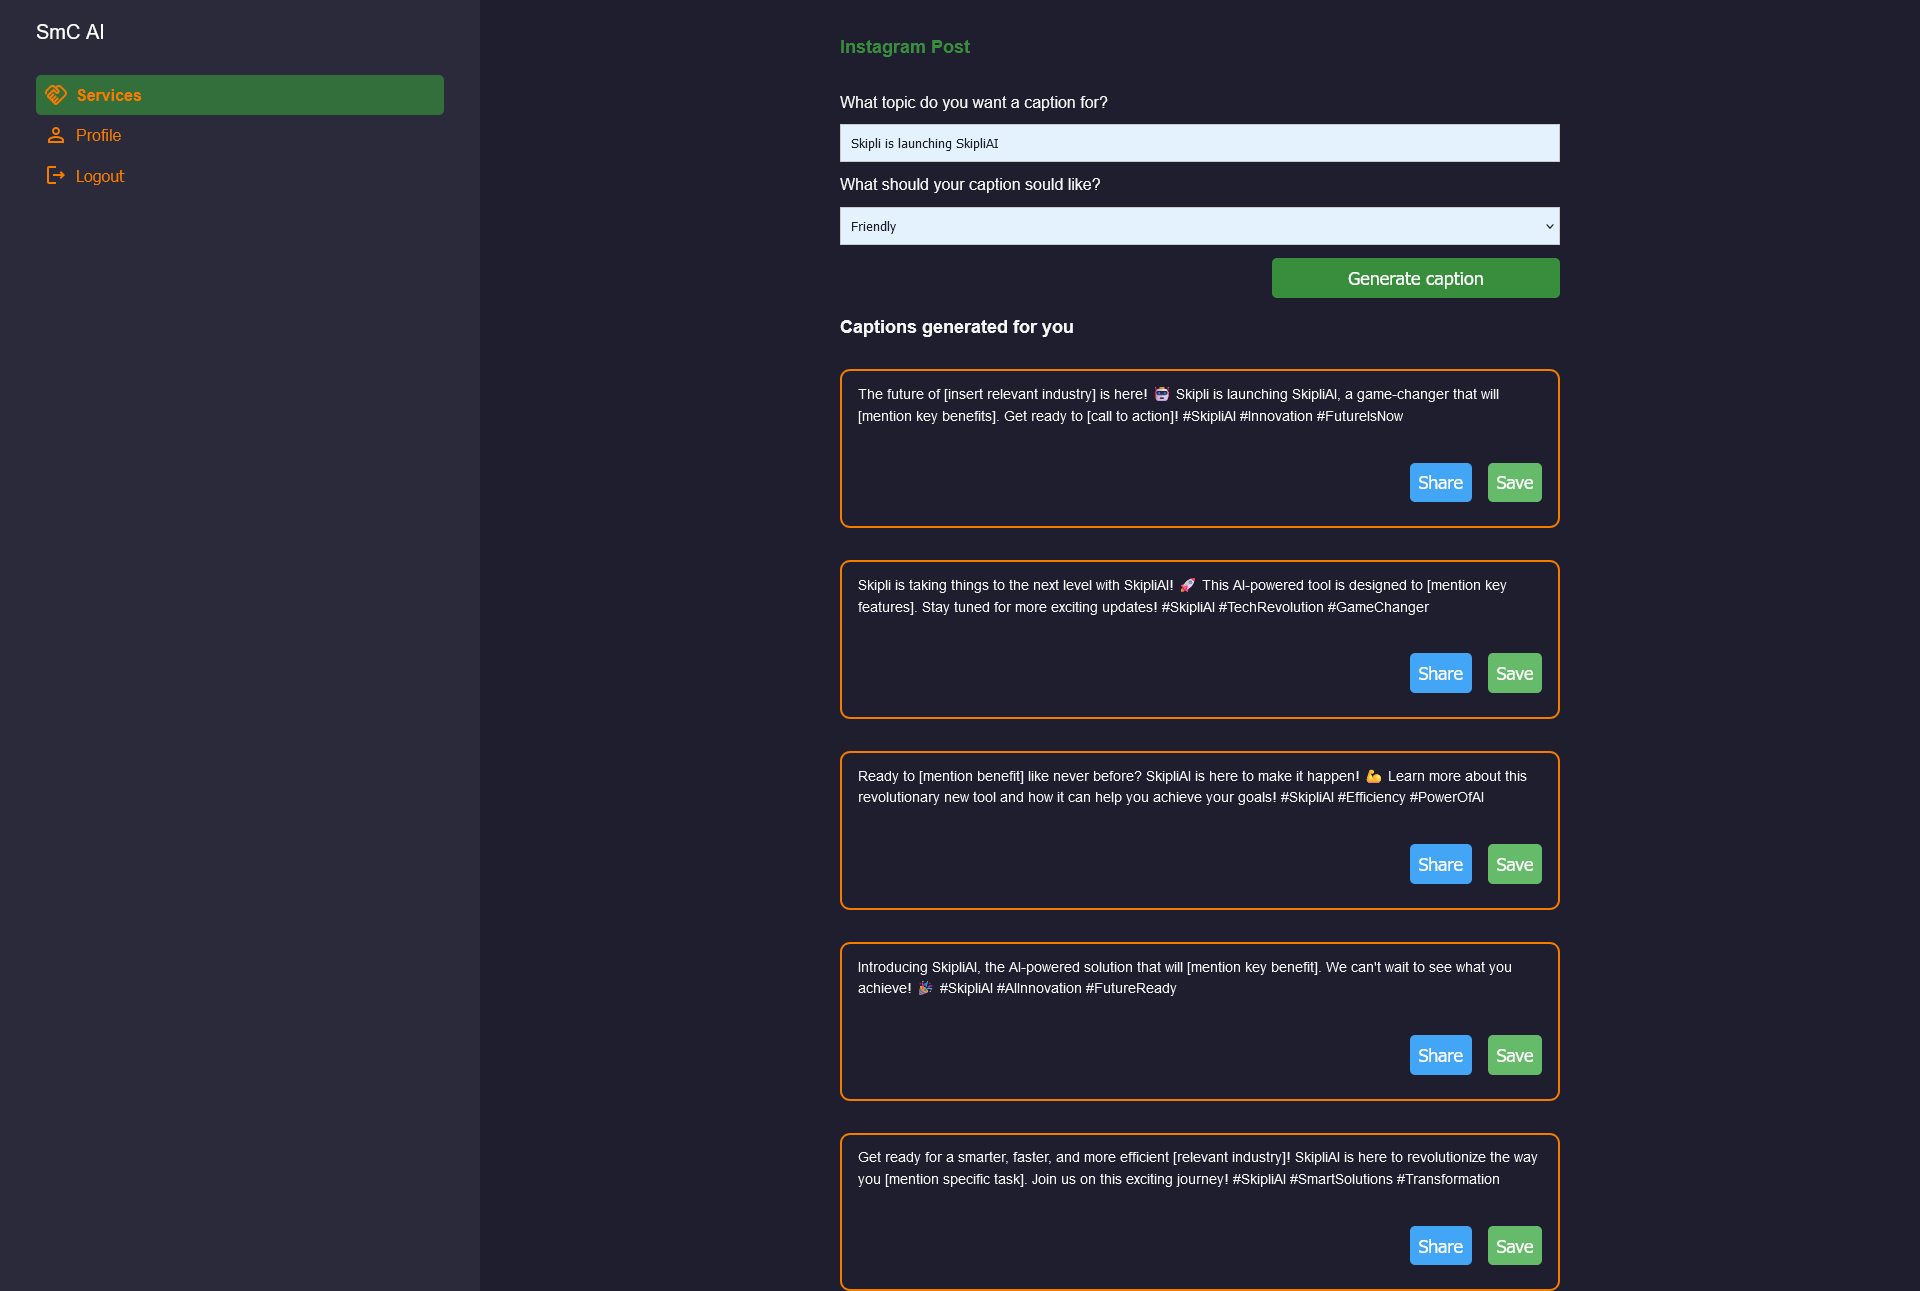 SmC AI
Services
Profile
Logout
Instagram Post
What topic do you want a caption for?
Skipli is launching SkipliAI
What should your caption sould like?
Friendly
Generate caption
Captions generated for you
The future of [insert relevant industry] is here! 🤖 Skipli is launching SkipliAI, a game-changer that will
[mention key benefits]. Get ready to [call to action]! #SkipliAI #Innovation #FutureIsNow
Share Save
Skipli is taking things to the next level with SkipliAI! 🚀 This AI-powered tool is designed to [mention key
features]. Stay tuned for more exciting updates! #SkipliAI #TechRevolution #GameChanger
Share Save
Ready to [mention benefit] like never before? SkipliAI is here to make it happen! 💪 Learn more about this
revolutionary new tool and how it can help you achieve your goals! #SkipliAI #Efficiency #PowerOfAI
Share Save
Introducing SkipliAI, the AI-powered solution that will [mention key benefit]. We can't wait to see what you
achieve! 🎉 #SkipliAI #AIInnovation #FutureReady
Share Save
Get ready for a smarter, faster, and more efficient [relevant industry]! SkipliAI is here to revolutionize the way
you [mention specific task]. Join us on this exciting journey! #SkipliAI #SmartSolutions #Transformation
Share Save